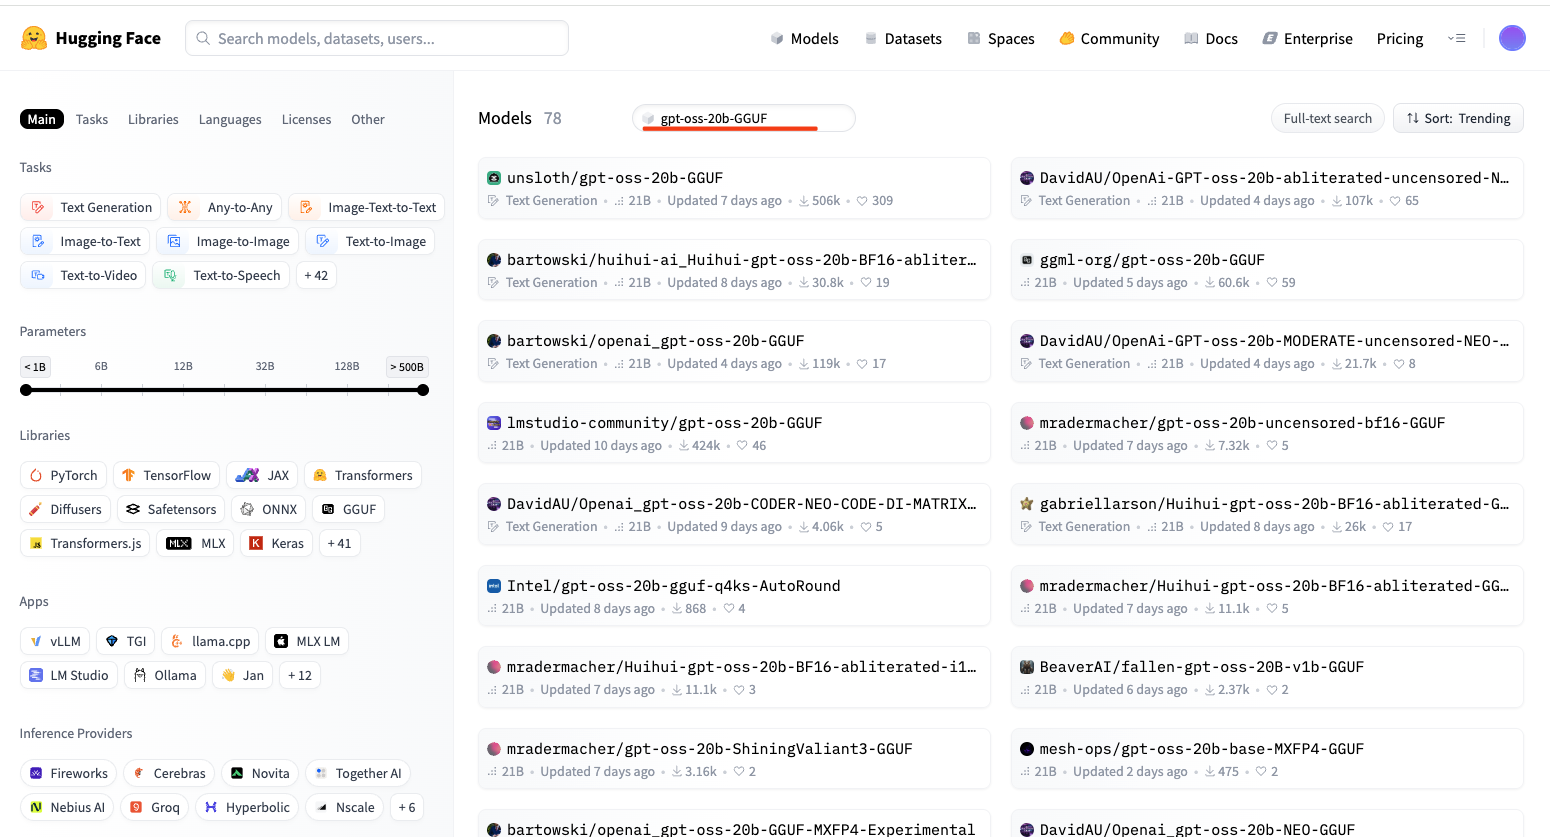 Hugging Face
Search models, datasets, users...
Models
Datasets
Spaces
Community
Docs
Enterprise
Pricing
Main
Tasks
Libraries
Languages
Licenses
Other
Tasks
Text Generation
Any-to-Any
Image-Text-to-Text
Image-to-Text
Image-to-Image
Text-to-Image
Text-to-Video
Text-to-Speech
+ 42
Parameters
< 1B
6B
12B
32B
128B
> 500B
Libraries
PyTorch
TensorFlow
JAX
Transformers
Diffusers
Safetensors
ONNX
GGUF
Transformers.js
MLX
Keras
+ 41
Apps
vLLM
TGI
llama.cpp
MLX LM
LM Studio
Ollama
Jan
+ 12
Inference Providers
Fireworks
Cerebras
Novita
Together AI
Nebius AI
Groq
Hyperbolic
Nscale
+ 6
Models 78
gpt-oss-20b-GGUF
Full-text search
Sort: Trending
unsloth/gpt-oss-20b-GGUF
Text Generation • 21B • Updated 7 days ago • 506k • 309
DavidAU/OpenAi-GPT-oss-20b-abliterated-uncensored-N…
Text Generation • 21B • Updated 4 days ago • 107k • 65
bartowski/huihui-ai_Huihui-gpt-oss-20b-BF16-abliter…
Text Generation • 21B • Updated 8 days ago • 30.8k • 19
ggml-org/gpt-oss-20b-GGUF
21B • Updated 5 days ago • 60.6k • 59
bartowski/openai_gpt-oss-20b-GGUF
Text Generation • 21B • Updated 4 days ago • 119k • 17
DavidAU/OpenAi-GPT-oss-20b-MODERATE-uncensored-NEO-…
Text Generation • 21B • Updated 4 days ago • 21.7k • 8
lmstudio-community/gpt-oss-20b-GGUF
21B • Updated 10 days ago • 424k • 46
mradermacher/gpt-oss-20b-uncensored-bf16-GGUF
21B • Updated 7 days ago • 7.32k • 5
DavidAU/Openai_gpt-oss-20b-CODER-NEO-CODE-DI-MATRIX…
Text Generation • 21B • Updated 9 days ago • 4.06k • 5
gabriellarson/Huihui-gpt-oss-20b-BF16-abliterated-G…
Text Generation • 21B • Updated 8 days ago • 26k • 17
Intel/gpt-oss-20b-gguf-q4ks-AutoRound
21B • Updated 8 days ago • 868 • 4
mradermacher/Huihui-gpt-oss-20b-BF16-abliterated-GG…
21B • Updated 7 days ago • 11.1k • 5
mradermacher/Huihui-gpt-oss-20b-BF16-abliterated-i1…
21B • Updated 7 days ago • 11.1k • 3
BeaverAI/fallen-gpt-oss-20B-v1b-GGUF
21B • Updated 6 days ago • 2.37k • 2
mradermacher/gpt-oss-20b-ShiningValiant3-GGUF
21B • Updated 7 days ago • 3.16k • 2
mesh-ops/gpt-oss-20b-base-MXFP4-GGUF
21B • Updated 2 days ago • 475 • 2
bartowski/openai_gpt-oss-20b-GGUF-MXFP4-Experimental
DavidAU/Openai_gpt-oss-20b-NEO-GGUF